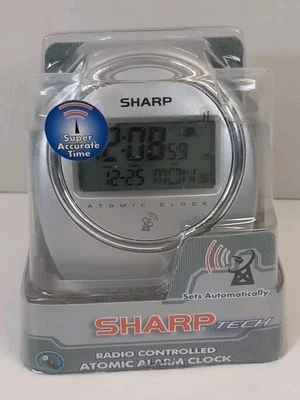 SHARP
Super
Accurate
Time
12:08 59
12-25 MON
ATOMIC CLOCK
Sets Automatically
SHARP TECH
RADIO CONTROLLED
ATOMIC ALARM CLOCK